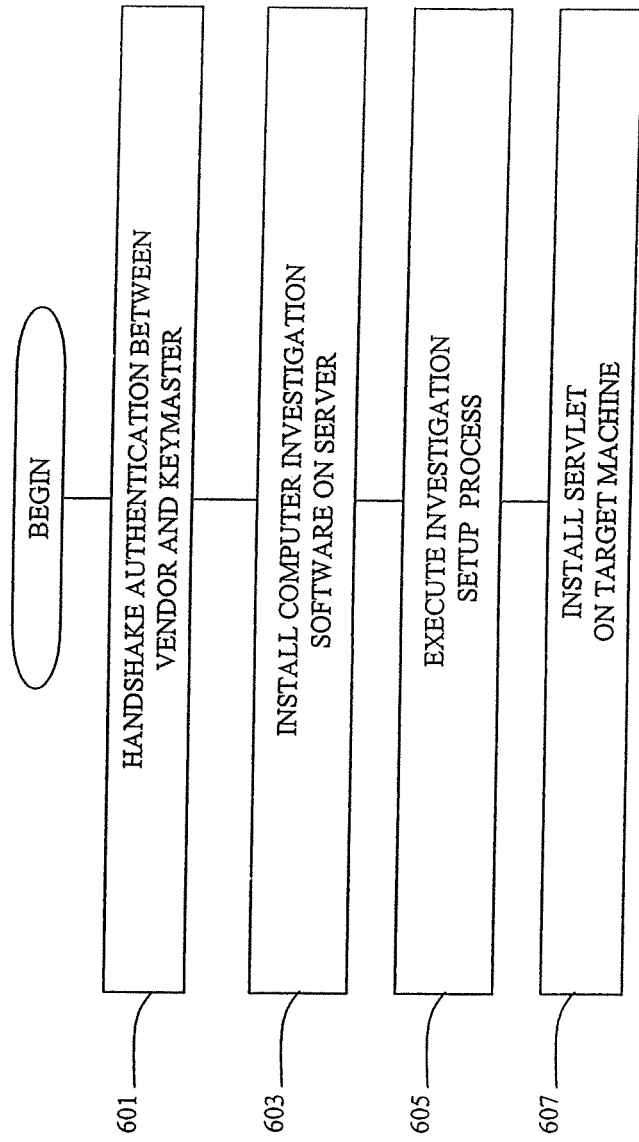 BEGIN
601
HANDSHAKE AUTHENTICATION BETWEEN
VENDOR AND KEYMASTER
603
INSTALL COMPUTER INVESTIGATION
SOFTWARE ON SERVER
605
EXECUTE INVESTIGATION
SETUP PROCESS
607
INSTALL SERVLET
ON TARGET MACHINE